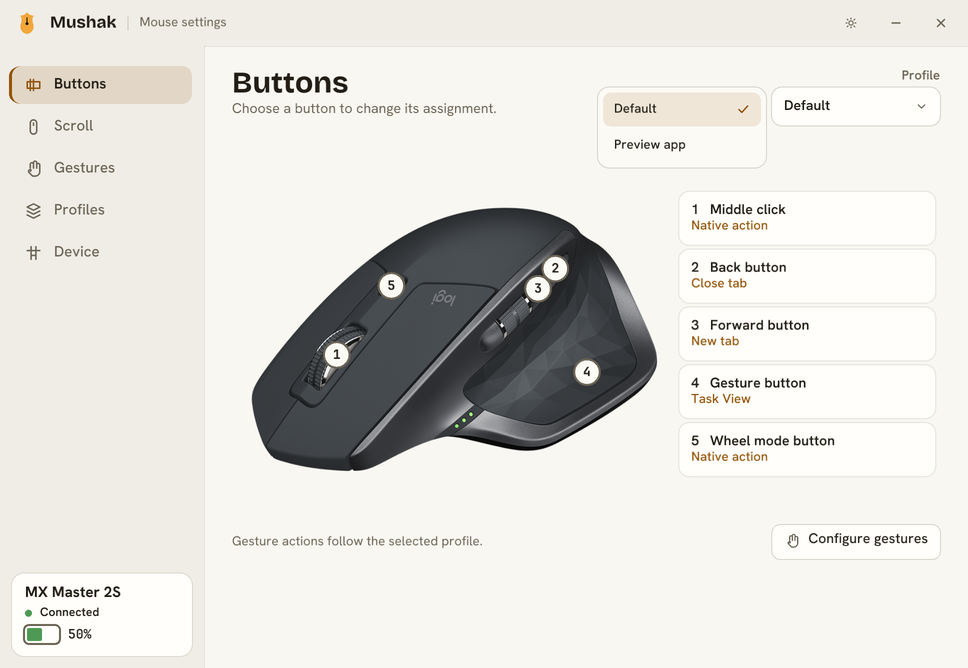 Mushak
Mouse settings
Buttons
Scroll
Gestures
Profiles
Device
MX Master 2S
Connected
50%
Buttons
Choose a button to change its assignment.
Profile
Default
Default
Preview app
logi
5
2
3
1
4
1 Middle click
Native action
2 Back button
Close tab
3 Forward button
New tab
4 Gesture button
Task View
5 Wheel mode button
Native action
Gesture actions follow the selected profile.
Configure gestures